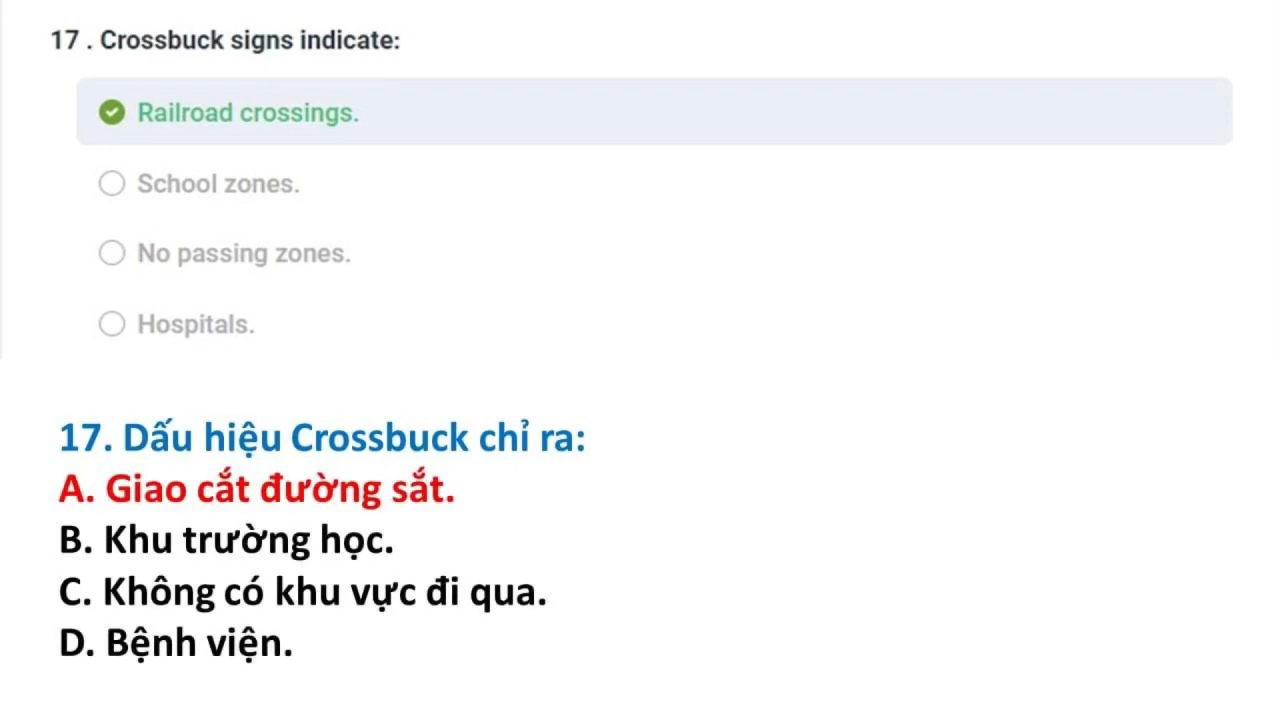 17 . Crossbuck signs indicate:
Railroad crossings.
School zones.
No passing zones.
Hospitals.
17. Dấu hiệu Crossbuck chỉ ra:
A. Giao cắt đường sắt.
B. Khu trường học.
C. Không có khu vực đi qua.
D. Bệnh viện.